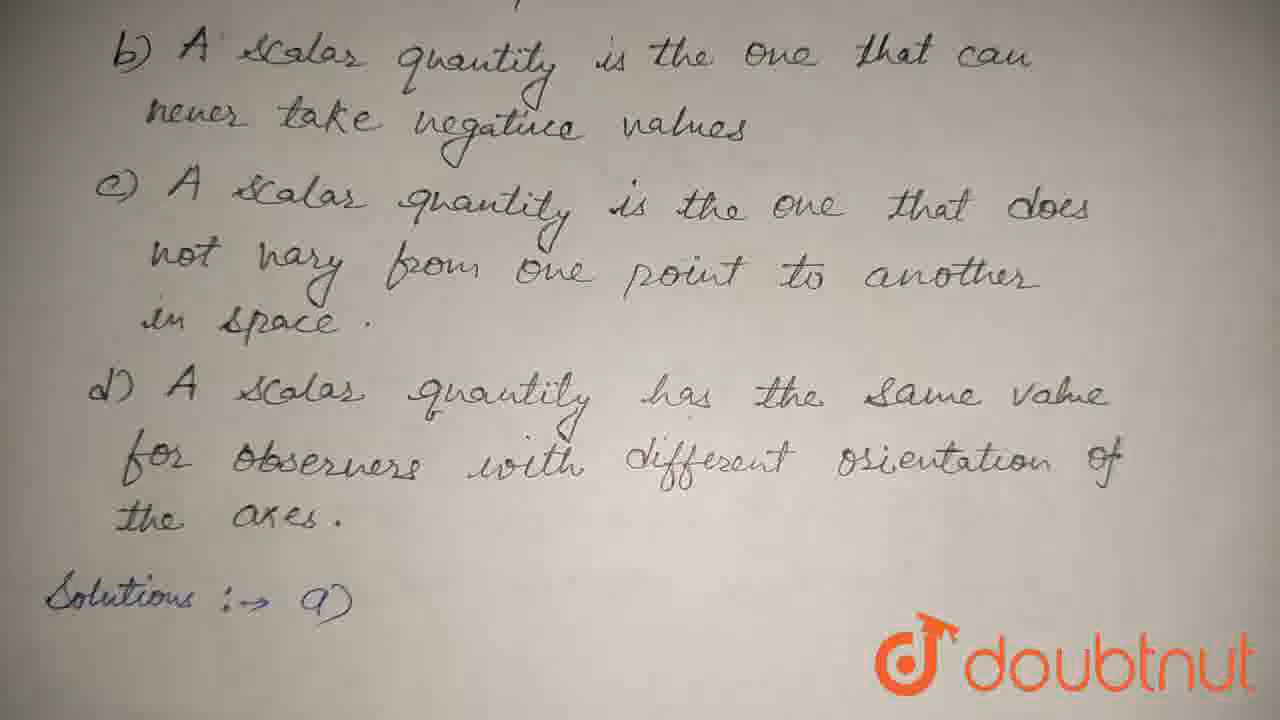 b) A scalar quantity is the one that can
never take negative values
c) A scalar quantity is the one that does
not vary from one point to another
in space.
d) A scalar quantity has the same value
for observers with different orientation of
the axes.
Solutions :→ a)
doubtnut